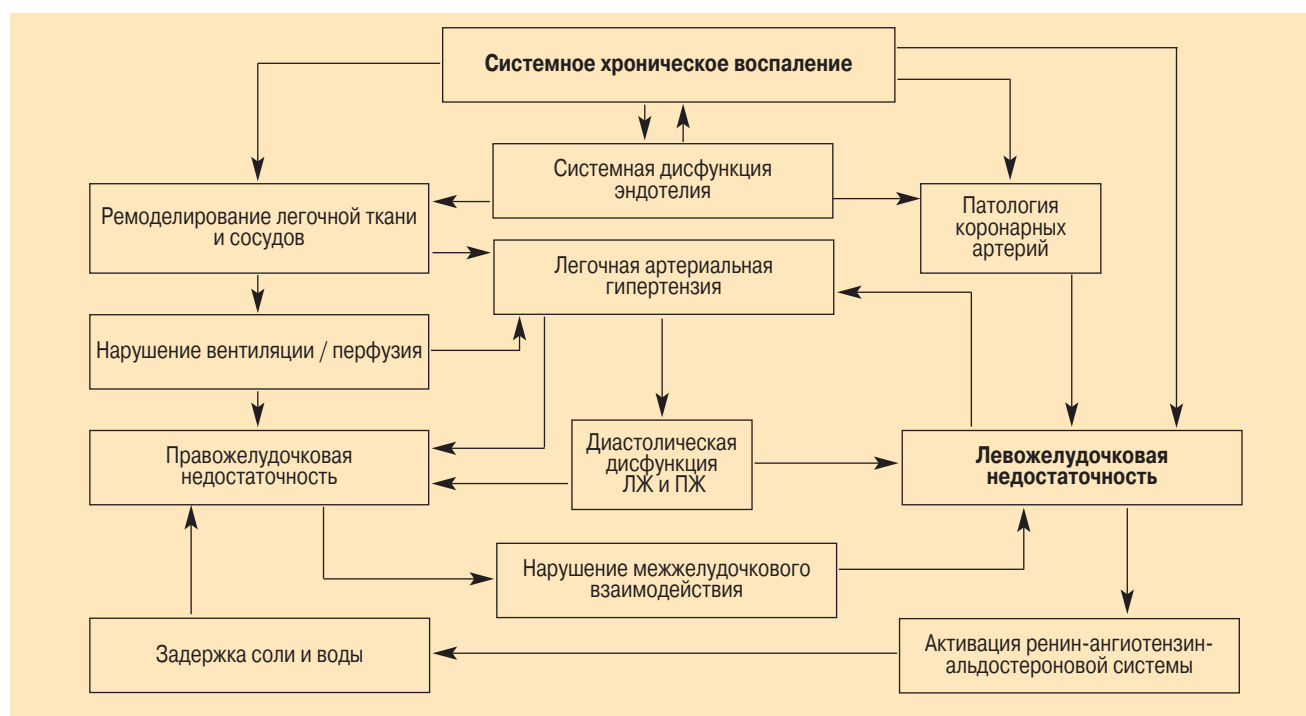 Системное хроническое воспаление
Системная дисфункция
эндотелия
Ремоделирование легочной ткани
и сосудов
Патология
коронарных
артерий
Легочная артериальная
гипертензия
Нарушение вентиляции / перфузия
Правожелудочковая
недостаточность
Диастолическая
дисфункция
ЛЖ и ПЖ
Левожелудочковая
недостаточность
Нарушение межжелудочкового
взаимодействия
Задержка соли и воды
Активация ренин-ангиотензин-
альдостероновой системы